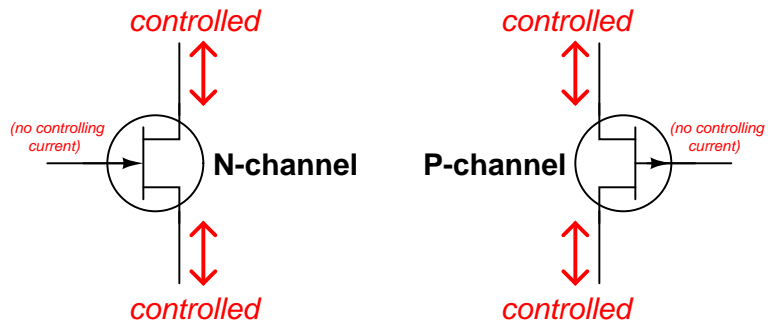 controlled
controlled
(no controlling
current)
(no controlling
current)
N-channel
P-channel
controlled
controlled